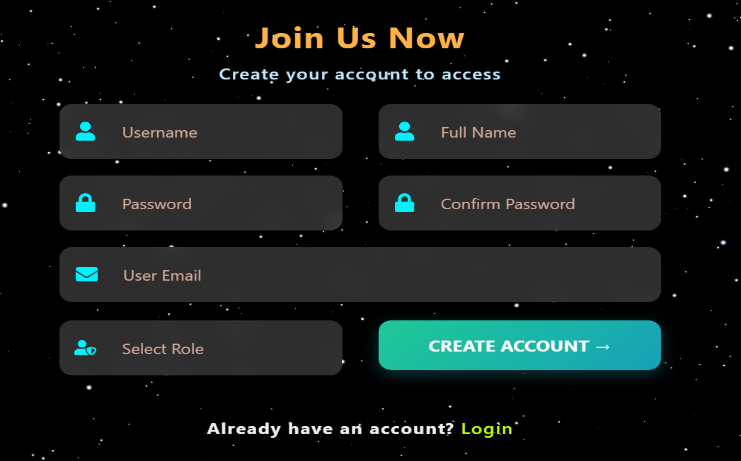 Join Us Now
Create your account to access
Username
Full Name
Password
Confirm Password
User Email
Select Role
CREATE ACCOUNT →
Already have an account? Login